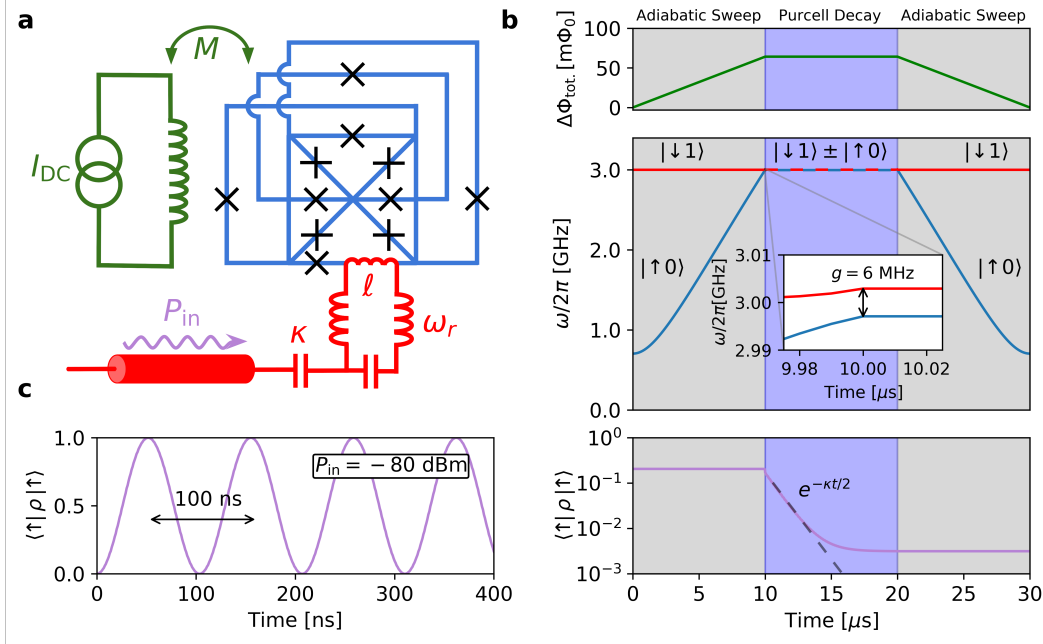 a
M
I_DC
ℓ
P_in
κ
ω_r
b
Adiabatic Sweep Purcell Decay Adiabatic Sweep
ΔΦ_tot. [mΦ_0]
100
50
0
ω/2π [GHz]
3.0
2.0
1.0
0.0
|↓1⟩ |↓1⟩ ± |↑0⟩ |↓1⟩
|↑0⟩ |↑0⟩
ω/2π[GHz]
3.01
3.00
2.99
g = 6 MHz
9.98 10.00 10.02
Time [μs]
⟨↑| ρ |↑⟩
10^0
10^−1
10^−2
10^−3
e^−κt/2
0 5 10 15 20 25 30
Time [μs]
c
⟨↑| ρ |↑⟩
1.0
0.5
0.0
P_in = − 80 dBm
100 ns
0 100 200 300 400
Time [ns]